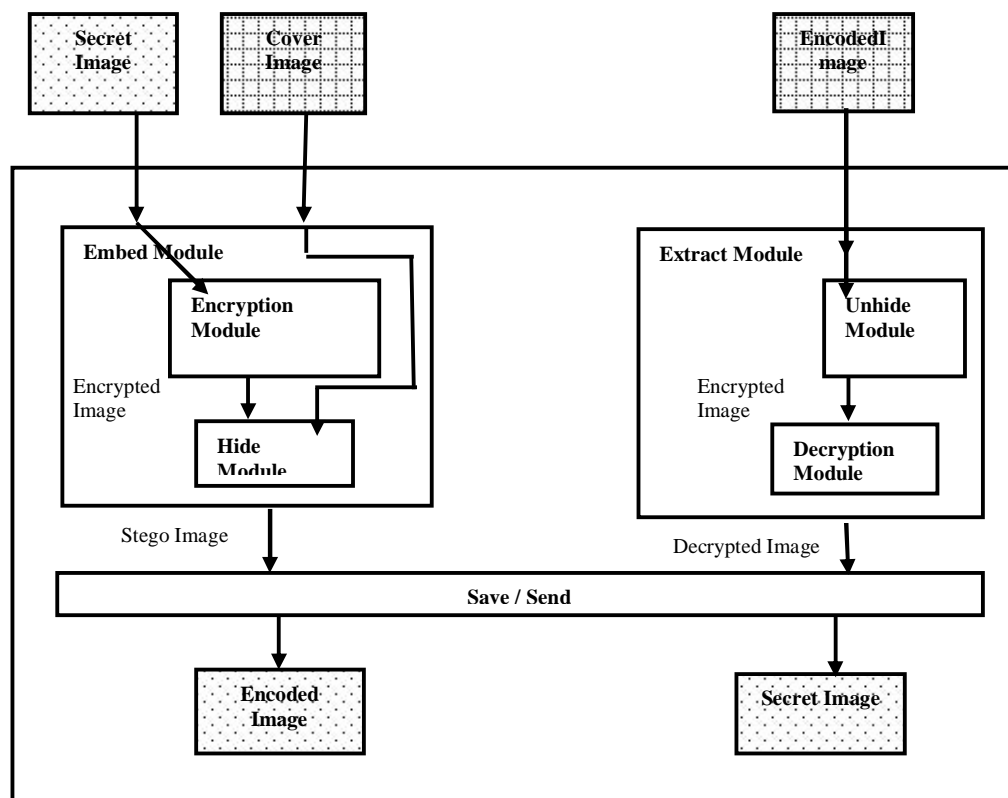 Secret
Image
Cover
Image
EncodedI
mage
Embed Module
Encryption
Module
Encrypted
Image
Hide
Module
Stego Image
Extract Module
Unhide
Module
Encrypted
Image
Decryption
Module
Decrypted Image
Save / Send
Encoded
Image
Secret Image